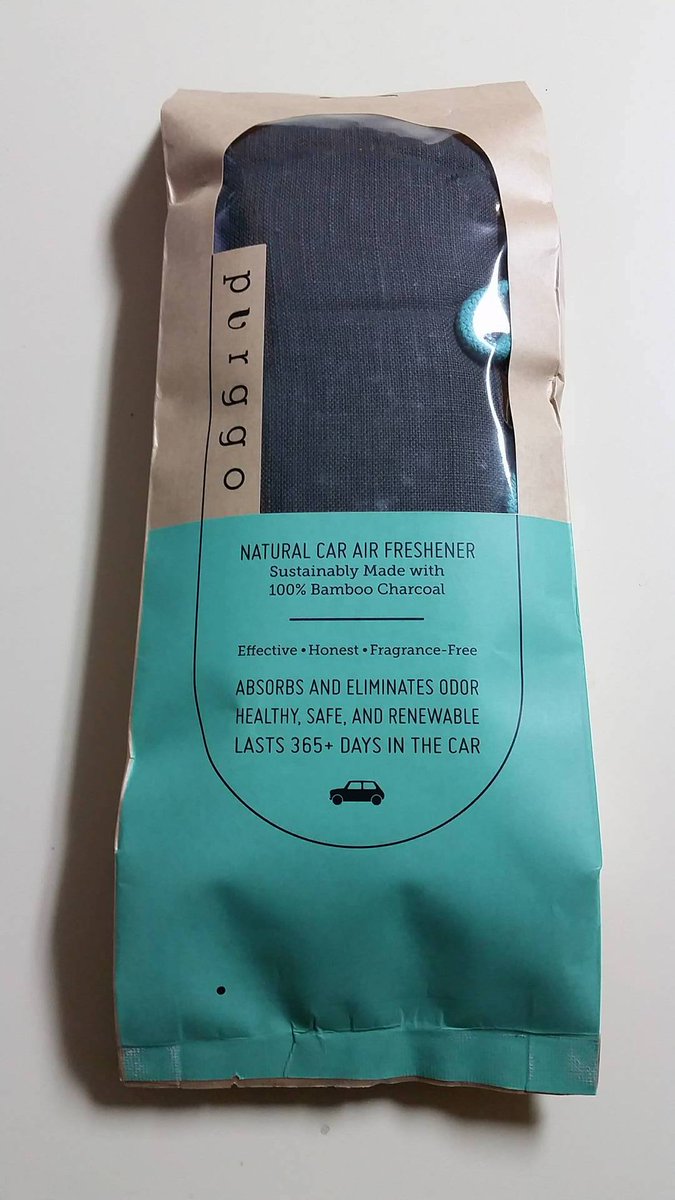 purggo
NATURAL CAR AIR FRESHENER
Sustainably Made with
100% Bamboo Charcoal
Effective • Honest • Fragrance-Free
ABSORBS AND ELIMINATES ODOR
HEALTHY, SAFE, AND RENEWABLE
LASTS 365+ DAYS IN THE CAR